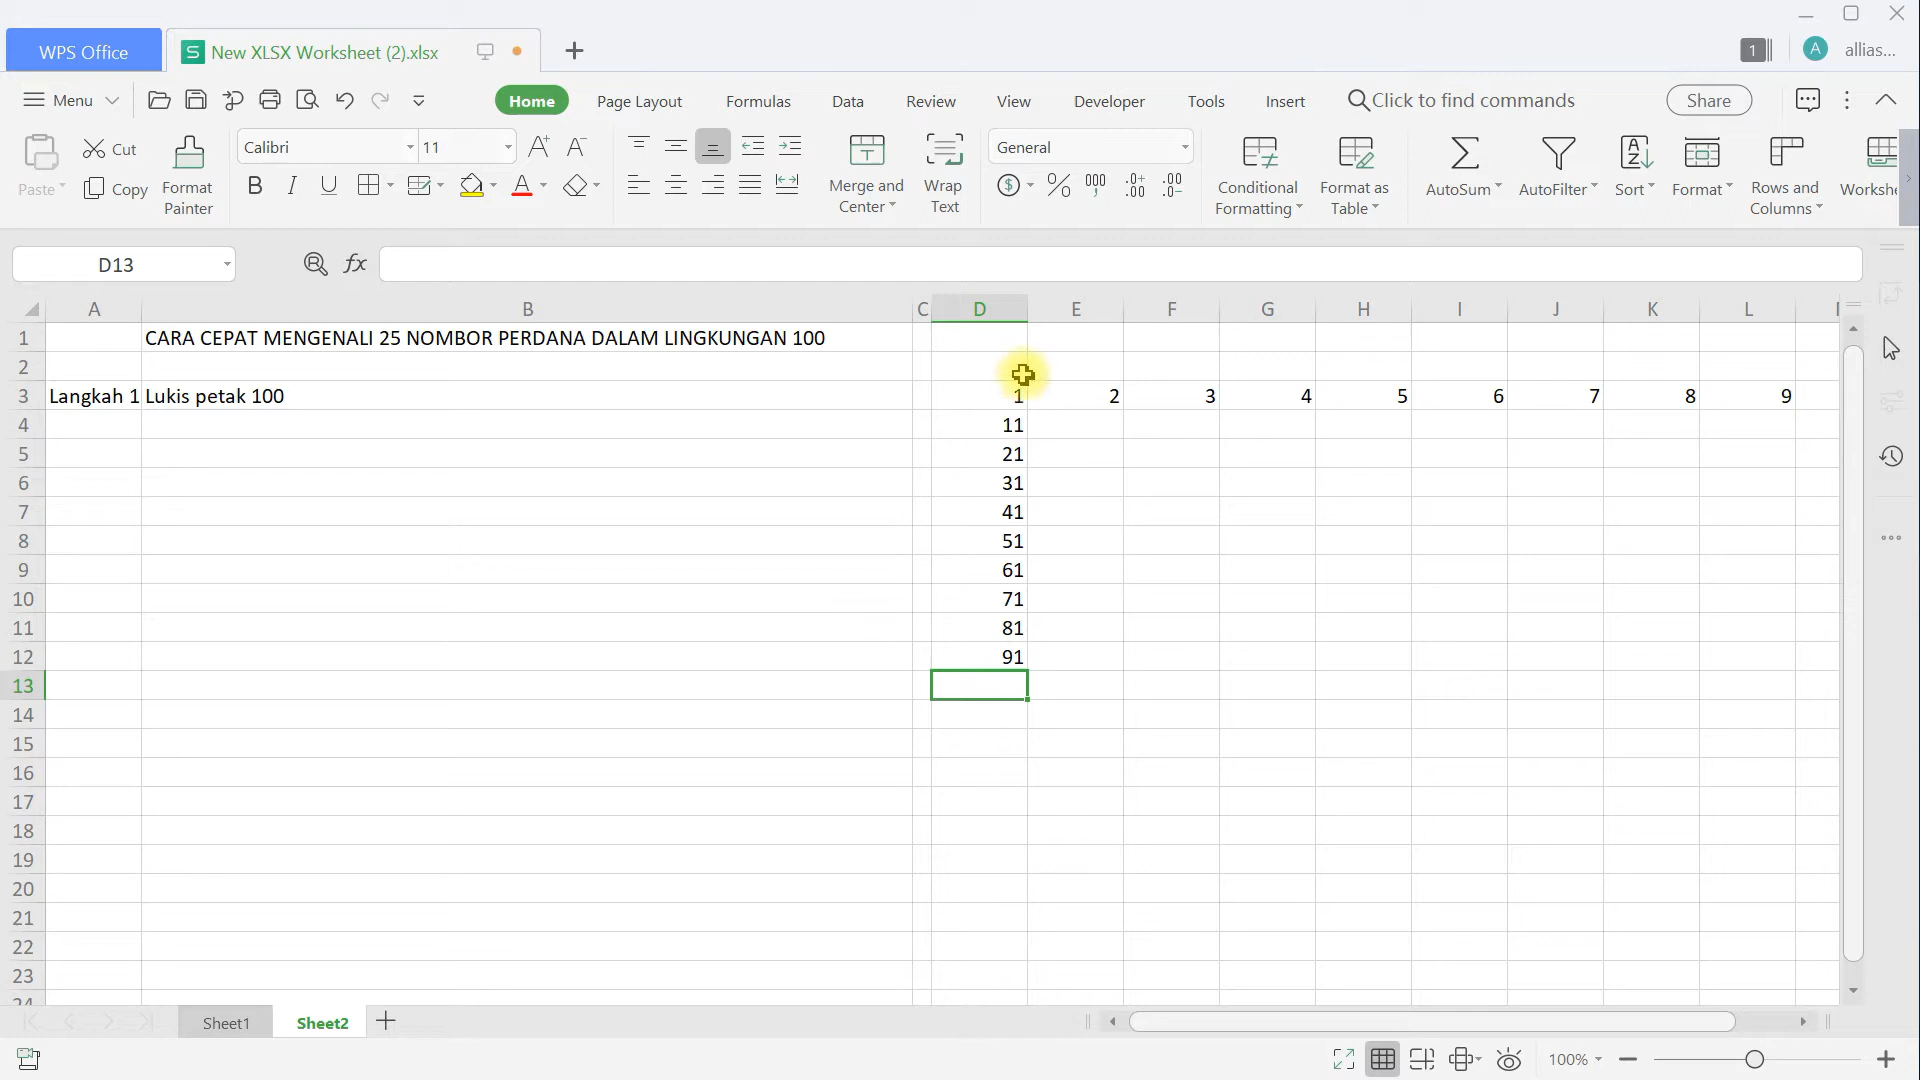 WPS Office
New XLSX Worksheet (2).xlsx
1
A
allias...
Menu
Home
Page Layout
Formulas
Data
Review
View
Developer
Tools
Insert
Click to find commands
Share
Paste
Cut
Copy
Format Painter
Calibri
11
Merge and Center
Wrap Text
General
Conditional Formatting
Format as Table
AutoSum
AutoFilter
Sort
Format
Rows and Columns
Workshe
D13
A B C D E F G H I J K L
1 CARA CEPAT MENGENALI 25 NOMBOR PERDANA DALAM LINGKUNGAN 100
2
3 Langkah 1 Lukis petak 100 1 2 3 4 5 6 7 8 9
4 11
5 21
6 31
7 41
8 51
9 61
10 71
11 81
12 91
13
14
15
16
17
18
19
20
21
22
23
24
Sheet1
Sheet2
100%